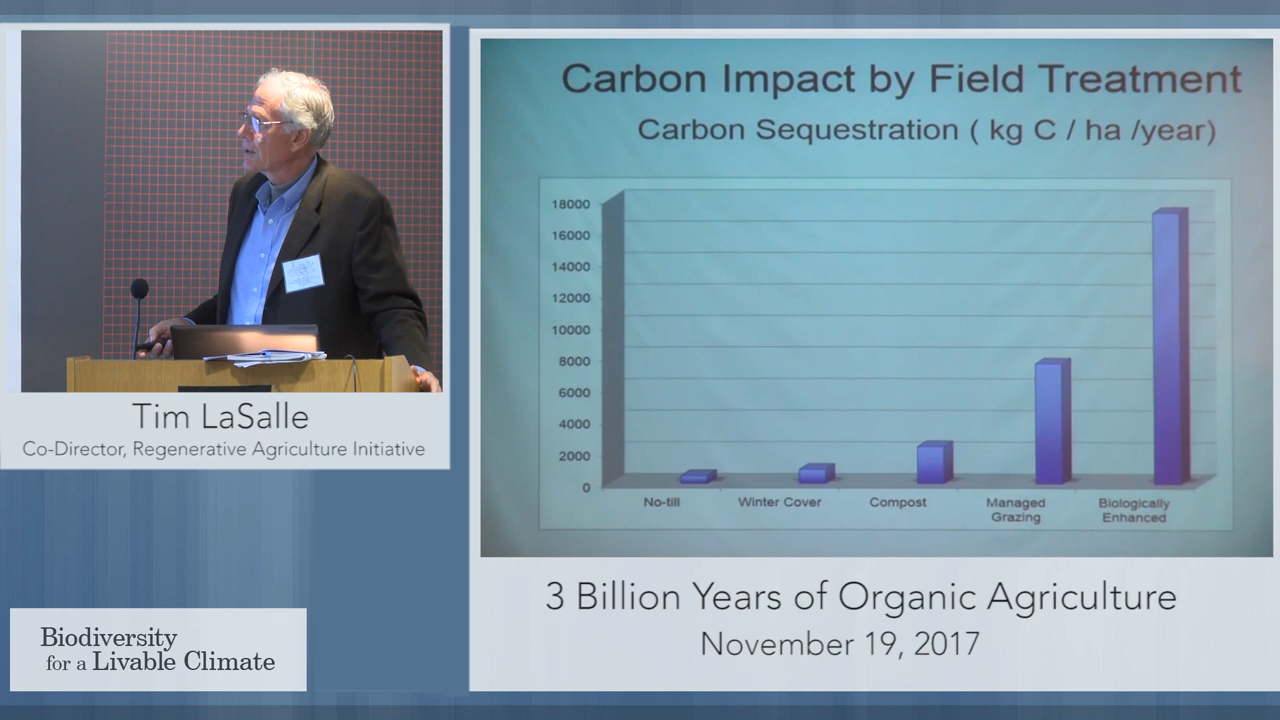 Tim LaSalle
Co-Director, Regenerative Agriculture Initiative
Biodiversity
for a Livable Climate
Carbon Impact by Field Treatment
Carbon Sequestration ( kg C / ha /year)
18000
16000
14000
12000
10000
8000
6000
4000
2000
0
No-till
Winter Cover
Compost
Managed
Grazing
Biologically
Enhanced
3 Billion Years of Organic Agriculture
November 19, 2017